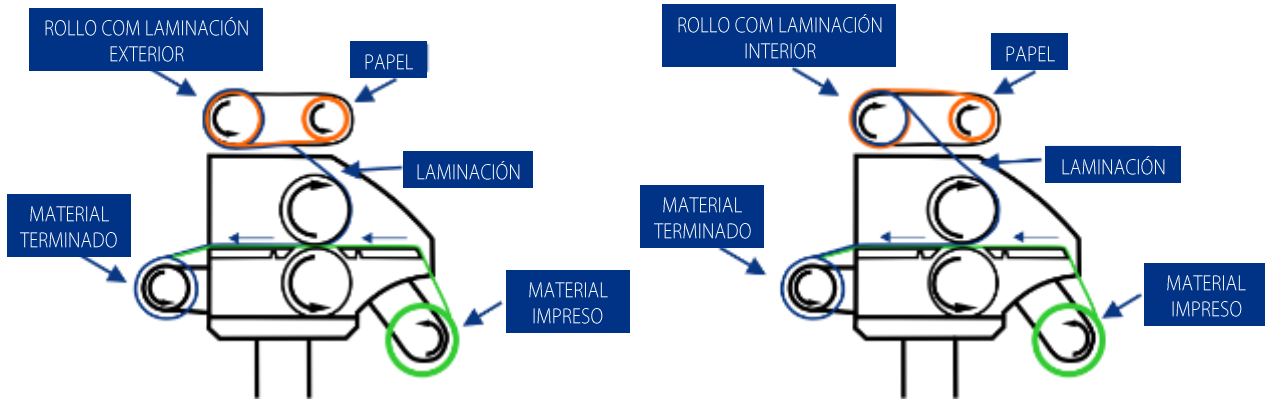 ROLLO COM LAMINACIÓN
EXTERIOR
PAPEL
LAMINACIÓN
MATERIAL
TERMINADO
MATERIAL
IMPRESO
ROLLO COM LAMINACIÓN
INTERIOR
PAPEL
LAMINACIÓN
MATERIAL
TERMINADO
MATERIAL
IMPRESO